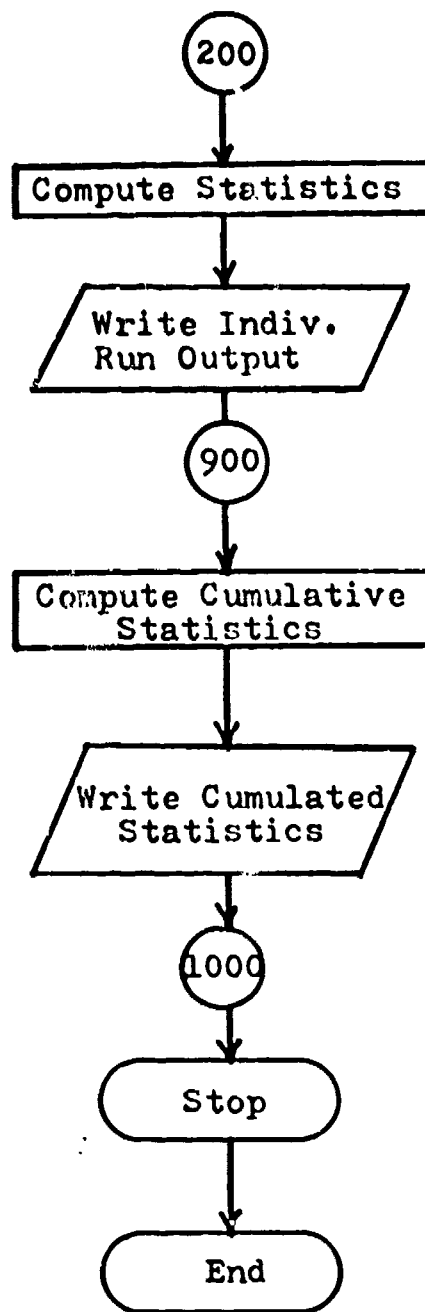 200
Compute Statistics
Write Indiv.
Run Output
900
Compute Cumulative
Statistics
Write Cumulated
Statistics
1000
Stop
End